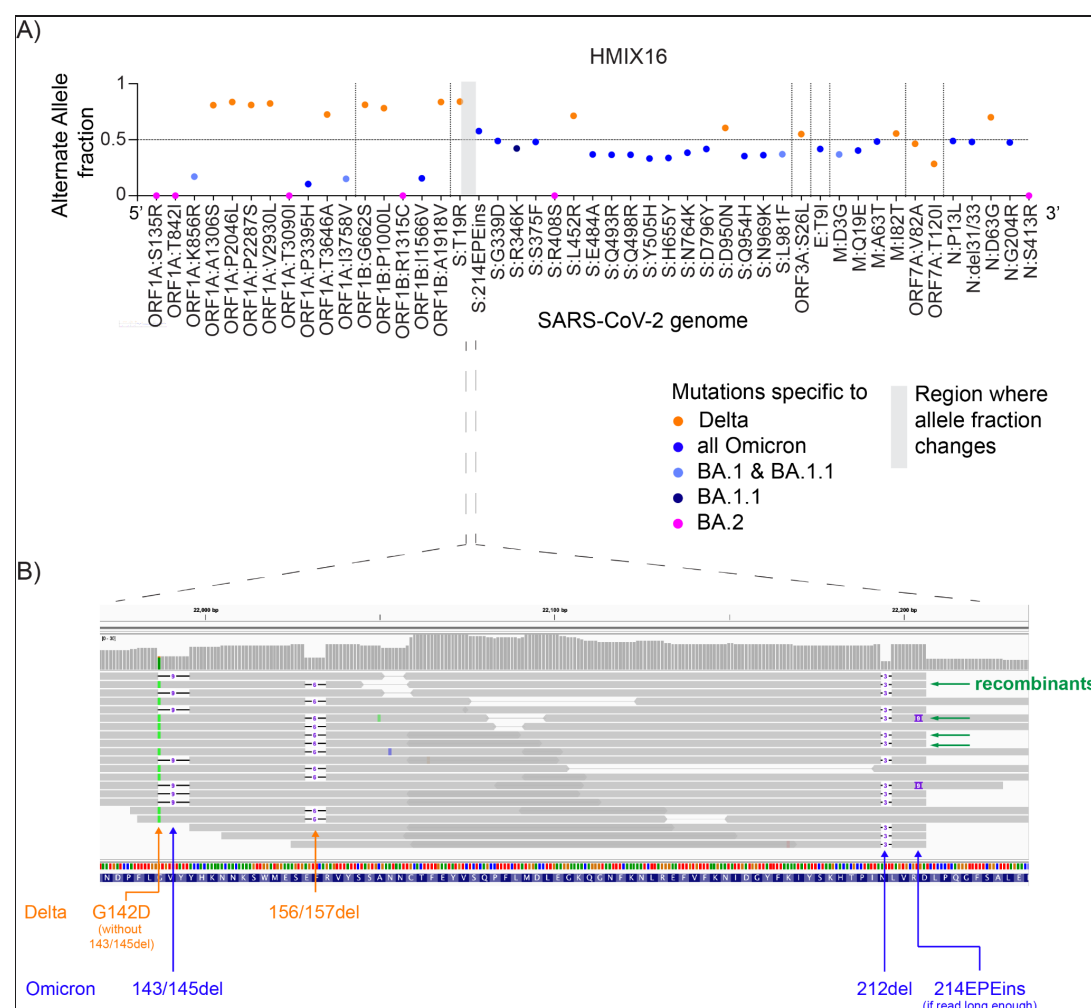 A)
HMIX16
Alternate Allele
fraction
1
0.5
0
5'
3'
ORF1A:S135R
ORF1A:T842I
ORF1A:K856R
ORF1A:A1306S
ORF1A:P2046L
ORF1A:P2287S
ORF1A:V2930L
ORF1A:T3090I
ORF1A:P3395H
ORF1A:T3646A
ORF1A:I3758V
ORF1B:G662S
ORF1B:P1000L
ORF1B:R1315C
ORF1B:I1566V
ORF1B:A1918V
S:T19R
S:214EPEins
S:G339D
S:R346K
S:S375F
S:L452R
S:E484A
S:Q493R
S:Q498R
S:Y505H
S:H655Y
S:N764K
S:D796Y
S:D950N
S:Q954H
S:N969K
S:L981F
ORF3A:S26L
E:T9I
M:D3G
M:Q19E
M:A63T
M:I82T
ORF7A:V82A
ORF7A:T120I
N:P13L
N:del31/33
N:D63G
N:G204R
N:S413R
SARS-CoV-2 genome
Mutations specific to
Delta
all Omicron
BA.1 & BA.1.1
BA.1.1
BA.2
Region where
allele fraction
changes
B)
22,000 bp
22,100 bp
22,200 bp
recombinants
N D P F L G V Y Y H K N N K S W M E S E F R V Y S S A N N C T F E Y V S Q P F L M D L E G K Q G N F K N L R E F V F K N I D G Y F K I Y S K H T P I N L V R D L P Q G F S A L E
Delta
G142D
(without
143/145del)
156/157del
Omicron
143/145del
212del
214EPEins
(if read long enough)